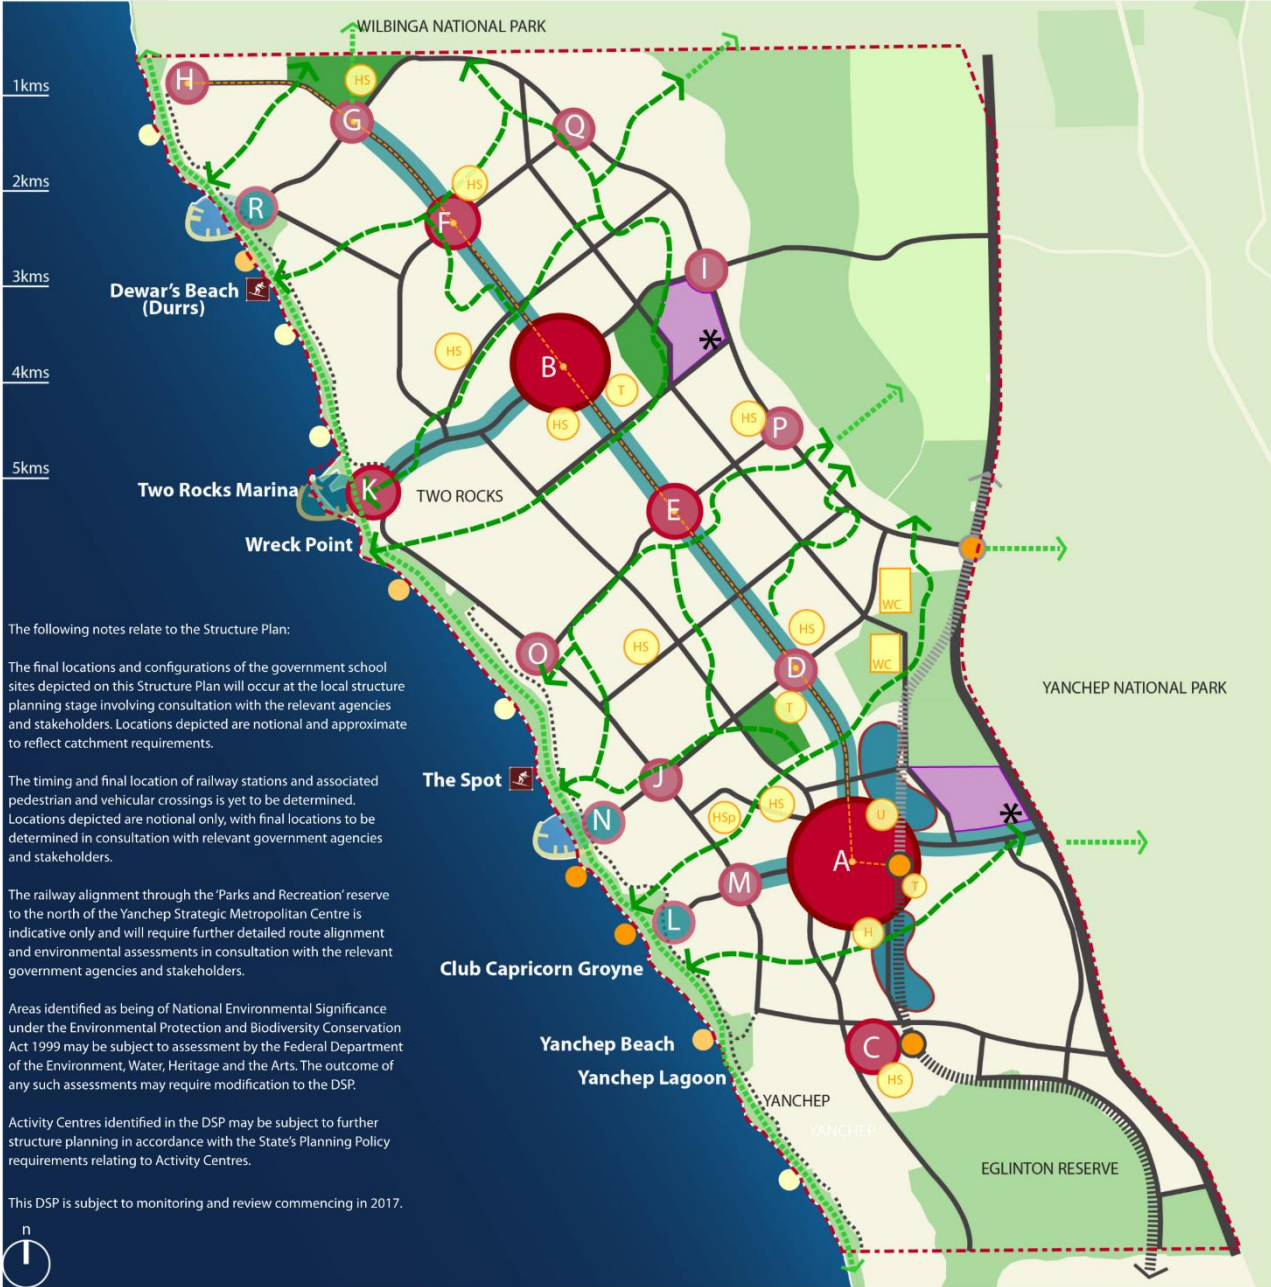 WILBINGA NATIONAL PARK
1kms
H
HS
G
Q
2kms
HS
R
F
I
3kms
Dewar's Beach
(Durrs)
*
HS
B
4kms
T
HS
HS
P
5kms
Two Rocks Marina
K
TWO ROCKS
E
Wreck Point
WC
The following notes relate to the Structure Plan:
HS
O
HS
WC
D
The final locations and configurations of the government school
sites depicted on this Structure Plan will occur at the local structure
planning stage involving consultation with the relevant agencies
and stakeholders. Locations depicted are notional and approximate
to reflect catchment requirements.
YANCHEP NATIONAL PARK
T
The Spot
J
The timing and final location of railway stations and associated
pedestrian and vehicular crossings is yet to be determined.
Locations depicted are notional only, with final locations to be
determined in consultation with relevant government agencies
and stakeholders.
N
HSp
HS
U
*
A
T
M
The railway alignment through the 'Parks and Recreation' reserve
to the north of the Yanchep Strategic Metropolitan Centre is
indicative only and will require further detailed route alignment
and environmental assessments in consultation with the relevant
government agencies and stakeholders.
L
H
Club Capricorn Groyne
Areas identified as being of National Environmental Significance
under the Environmental Protection and Biodiversity Conservation
Act 1999 may be subject to assessment by the Federal Department
of the Environment, Water, Heritage and the Arts. The outcome of
any such assessments may require modification to the DSP.
Yanchep Beach
C
Yanchep Lagoon
HS
YANCHEP
YANCHEP
Activity Centres identified in the DSP may be subject to further
structure planning in accordance with the State's Planning Policy
requirements relating to Activity Centres.
EGLINTON RESERVE
This DSP is subject to monitoring and review commencing in 2017.
n